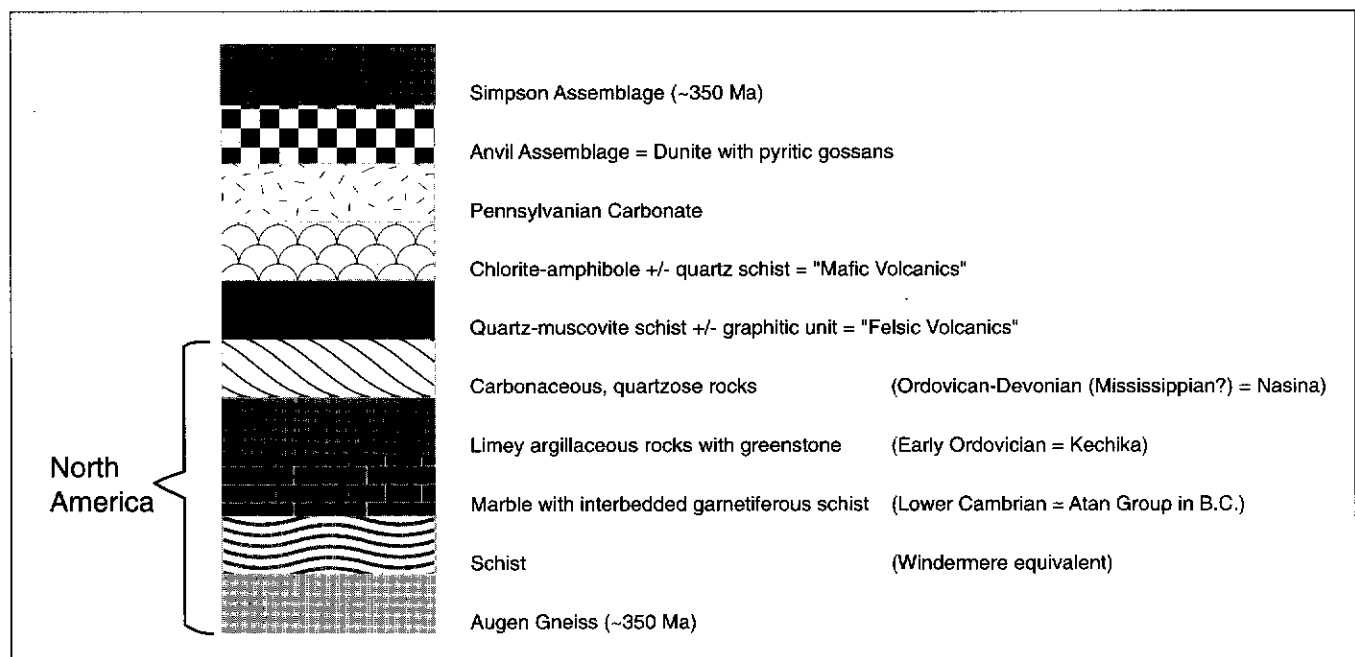 Simpson Assemblage (~350 Ma)
Anvil Assemblage = Dunite with pyritic gossans
Pennsylvanian Carbonate
Chlorite-amphibole +/- quartz schist = "Mafic Volcanics"
Quartz-muscovite schist +/- graphitic unit = "Felsic Volcanics"
Carbonaceous, quartzose rocks (Ordovican-Devonian (Mississippian?) = Nasina)
Limey argillaceous rocks with greenstone (Early Ordovician = Kechika)
North
America
Marble with interbedded garnetiferous schist (Lower Cambrian = Atan Group in B.C.)
Schist (Windermere equivalent)
Augen Gneiss (~350 Ma)